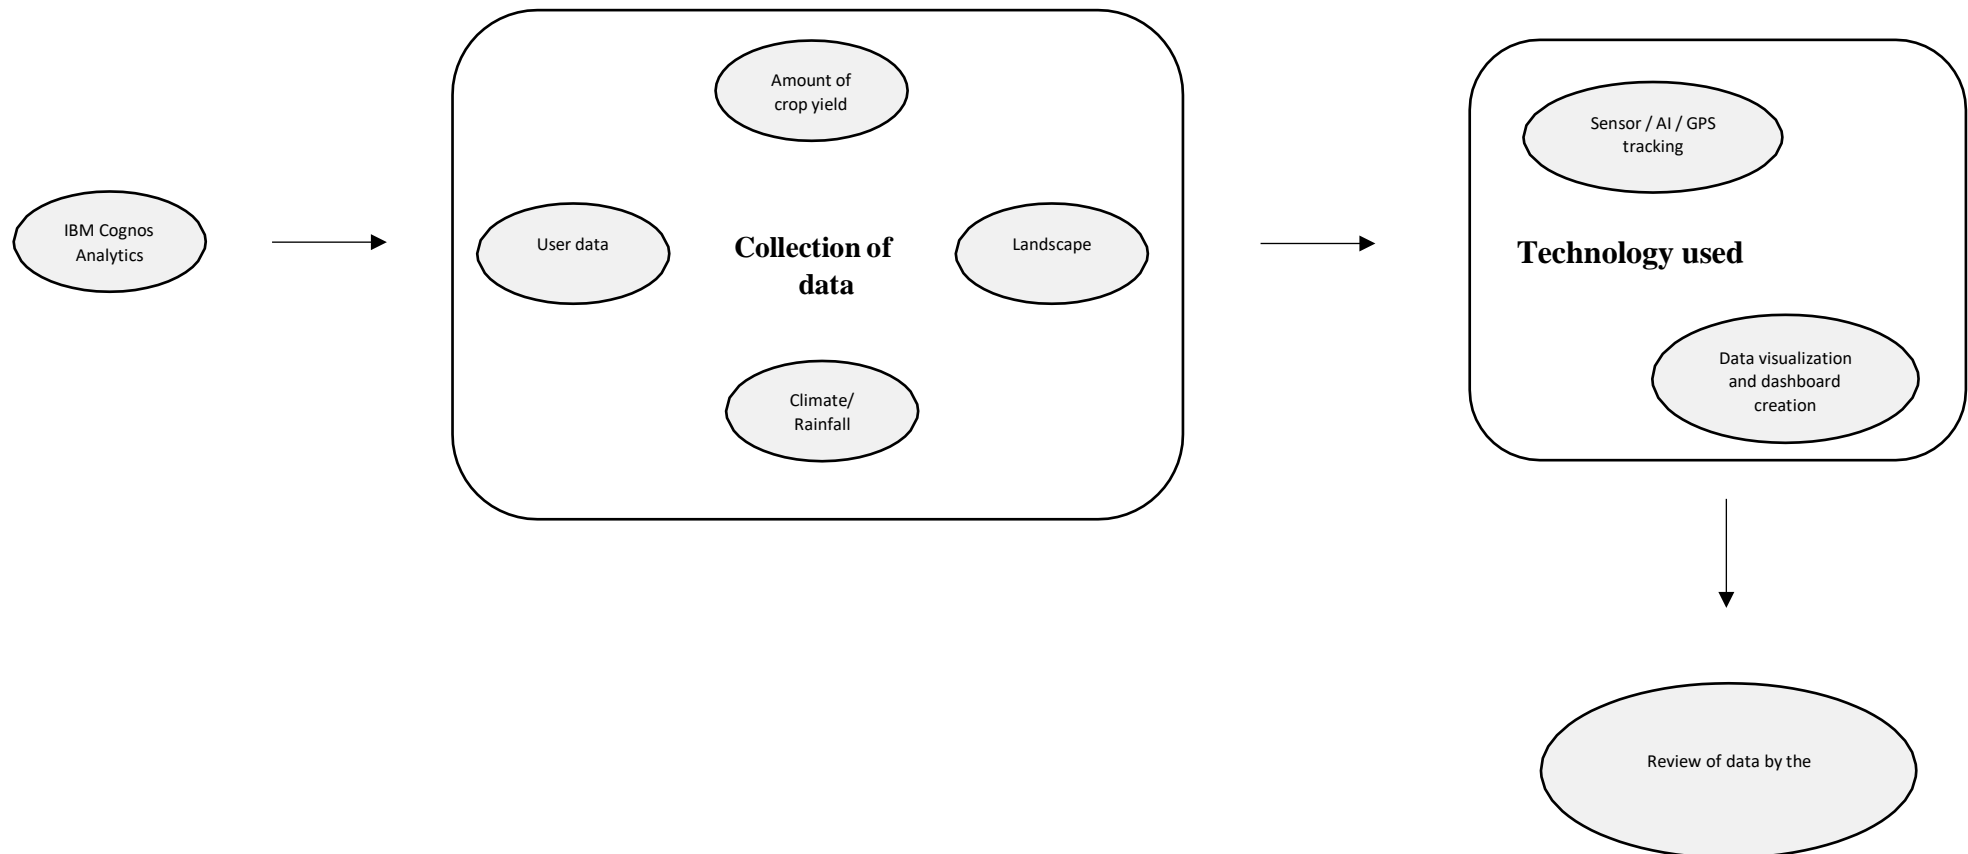 IBM Cognos
Analytics
Amount of
crop yield
User data
Collection of
data
Landscape
Climate/
Rainfall
Sensor / AI / GPS
tracking
Technology used
Data visualization
and dashboard
creation
Review of data by the